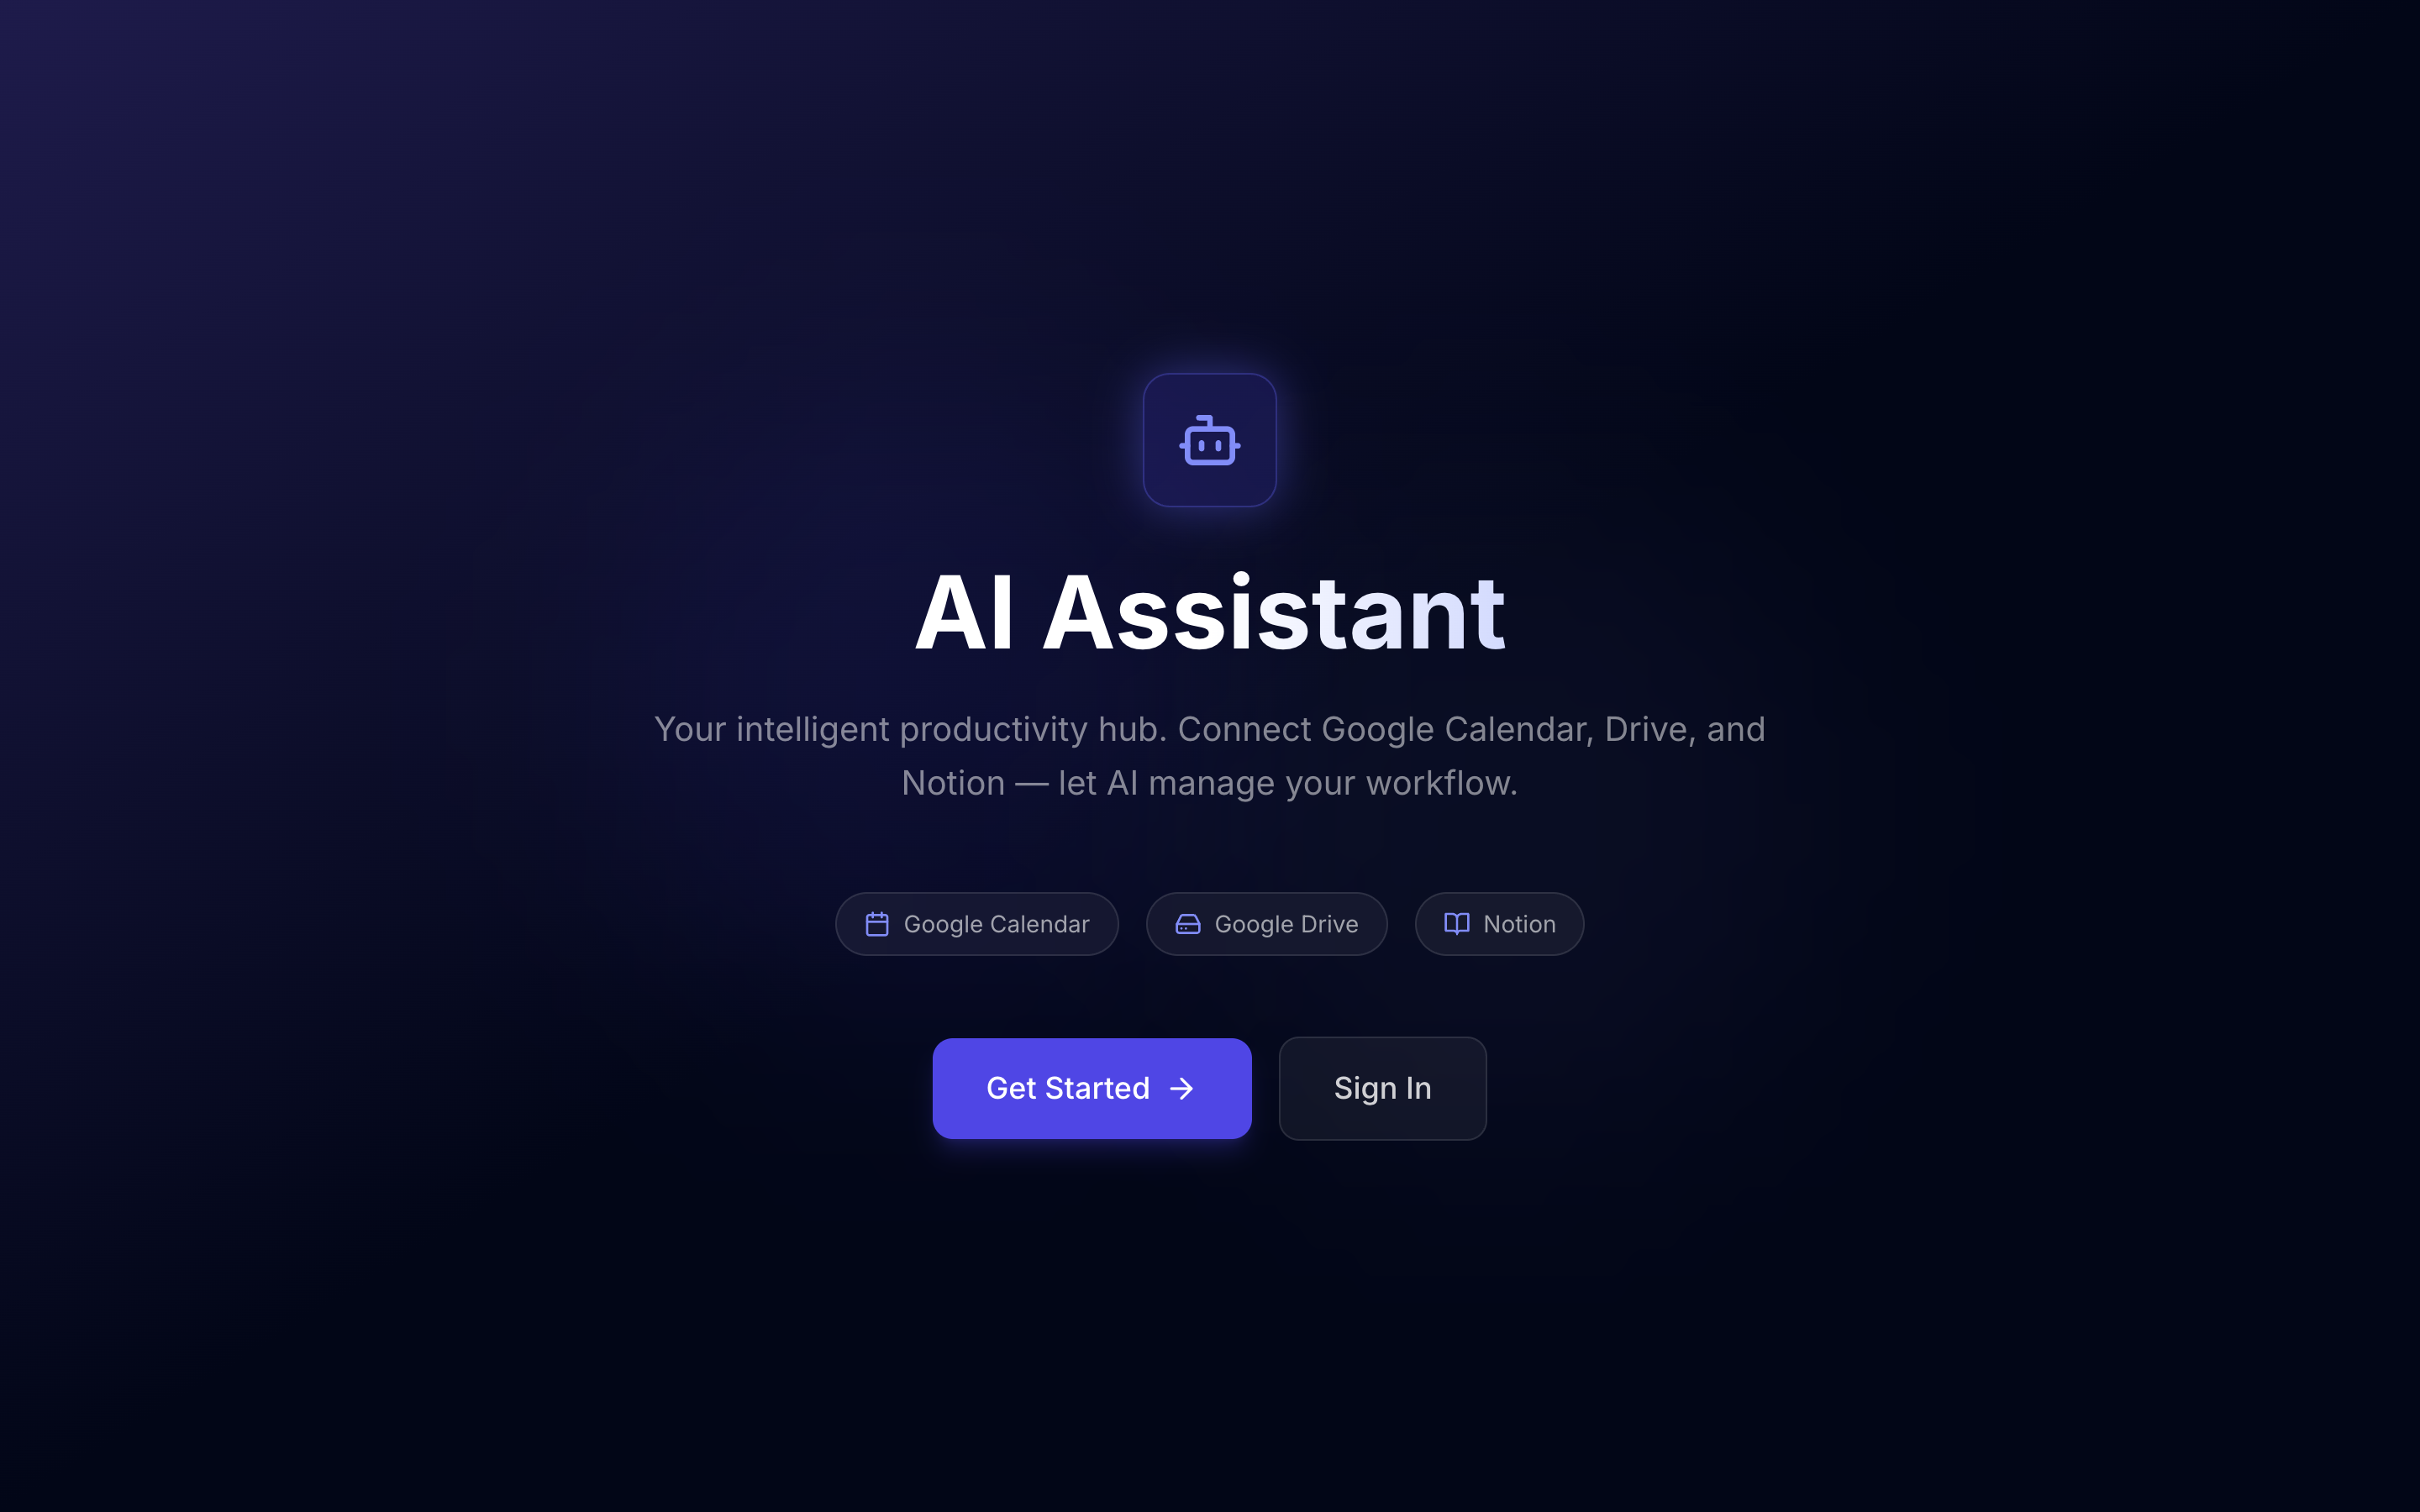 AI Assistant
Your intelligent productivity hub. Connect Google Calendar, Drive, and
Notion — let AI manage your workflow.
Google Calendar
Google Drive
Notion
Get Started
Sign In